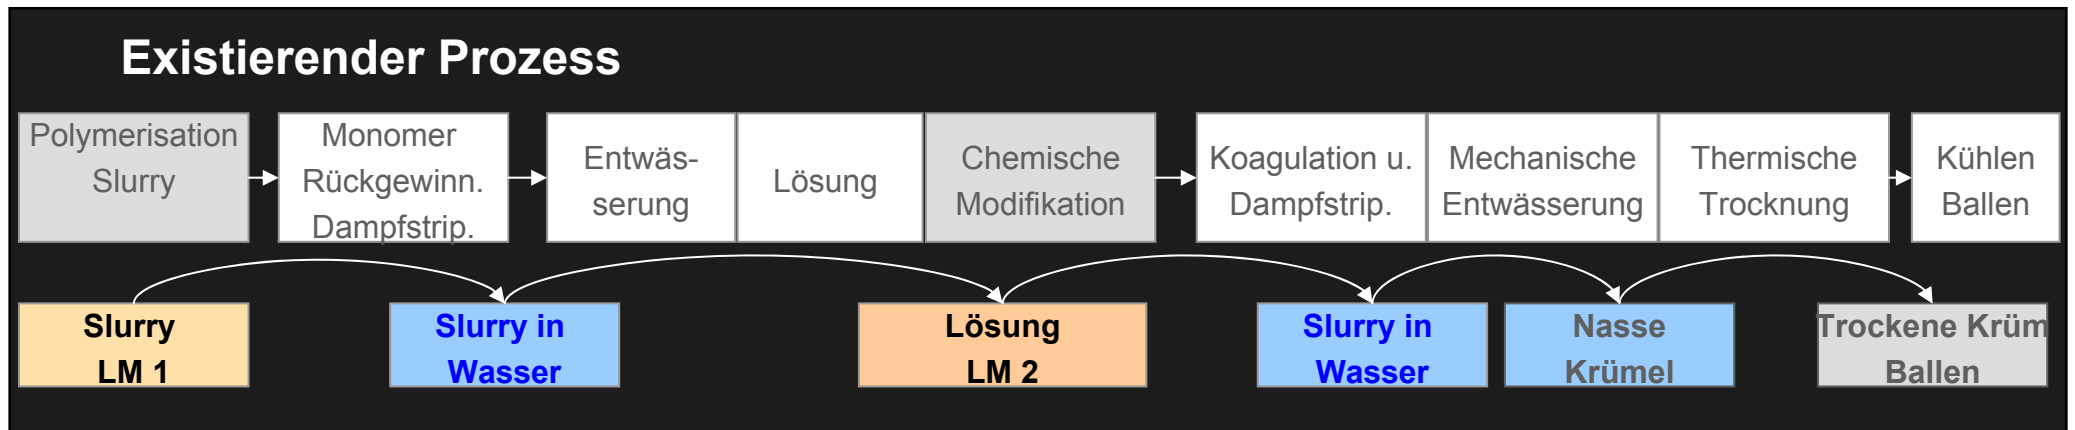 Existierender Prozess
Polymerisation
Slurry
Monomer
Rückgewinn.
Dampfstrip.
Entwäs-
serung
Lösung
Chemische
Modifikation
Koagulation u.
Dampfstrip.
Mechanische
Entwässerung
Thermische
Trocknung
Kühlen
Ballen
Slurry
LM 1
Slurry in
Wasser
Lösung
LM 2
Slurry in
Wasser
Nasse
Krümel
Trockene Krüm
Ballen